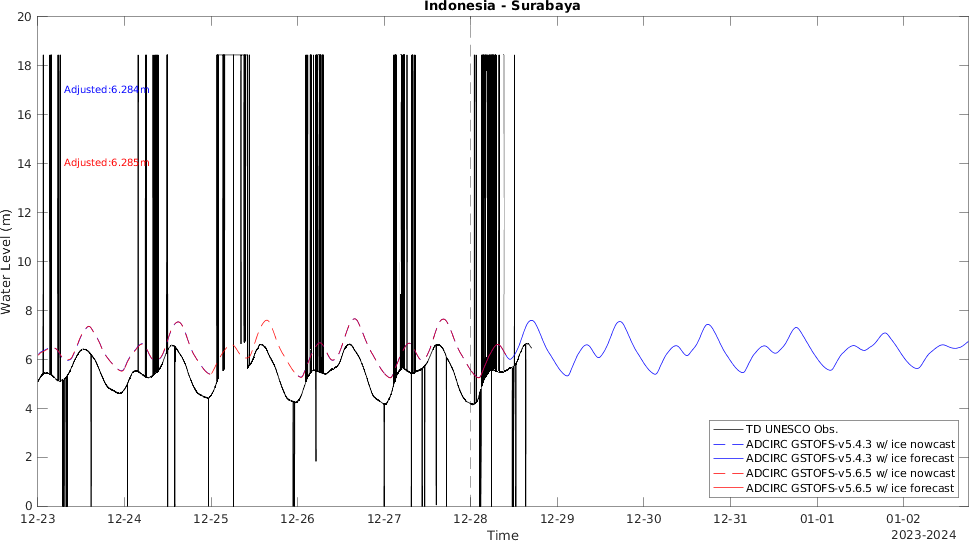 Indonesia - Surabaya
20
18
16
14
12
10
8
6
4
2
0
Water Level (m)
Adjusted:6.284m
Adjusted:6.285m
TD UNESCO Obs.
ADCIRC GSTOFS-v5.4.3 w/ ice nowcast
ADCIRC GSTOFS-v5.4.3 w/ ice forecast
ADCIRC GSTOFS-v5.6.5 w/ ice nowcast
ADCIRC GSTOFS-v5.6.5 w/ ice forecast
12-23 12-24 12-25 12-26 12-27 12-28 12-29 12-30 12-31 01-01 01-02
Time
2023-2024